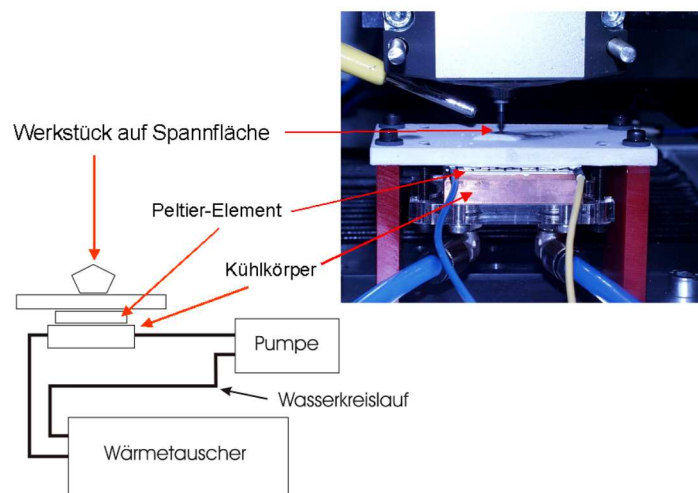 Werkstück auf Spannfläche
Peltier-Element
Kühlkörper
Pumpe
Wasserkreislauf
Wärmetauscher